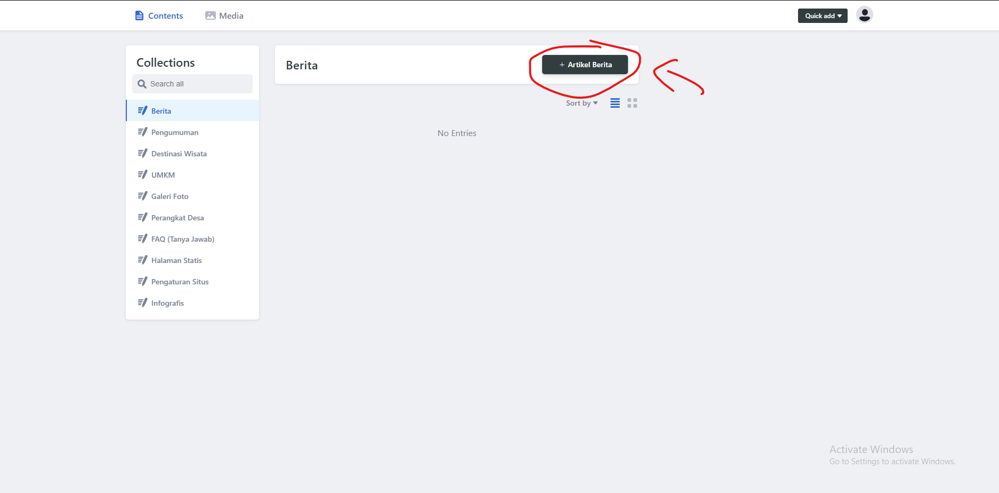 Contents
Media
Quick add
Collections
Search all
Berita
Pengumuman
Destinasi Wisata
UMKM
Galeri Foto
Perangkat Desa
FAQ (Tanya Jawab)
Halaman Statis
Pengaturan Situs
Infografis
Berita
+ Artikel Berita
Sort by
No Entries
Activate Windows
Go to Settings to activate Windows.